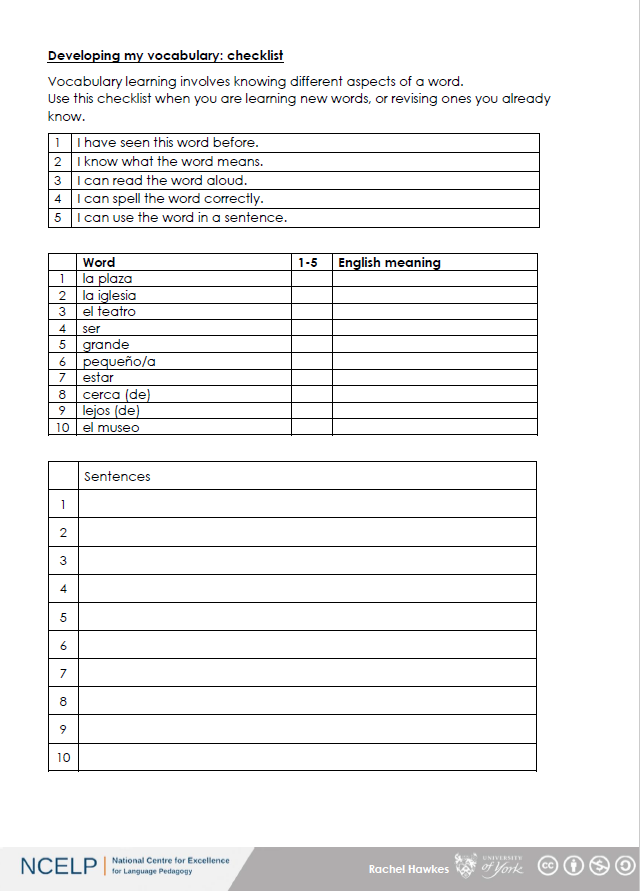 Developing my vocabulary: checklist
Vocabulary learning involves knowing different aspects of a word.
Use this checklist when you are learning new words, or revising ones you already
know.
1 I have seen this word before.
2 I know what the word means.
3 I can read the word aloud.
4 I can spell the word correctly.
5 I can use the word in a sentence.
Word 1-5 English meaning
1 la plaza
2 la iglesia
3 el teatro
4 ser
5 grande
6 pequeño/a
7 estar
8 cerca (de)
9 lejos (de)
10 el museo
Sentences
1
2
3
4
5
6
7
8
9
10
NCELP | National Centre for Excellence
for Language Pedagogy
Rachel Hawkes
UNIVERSITY
of York
cc